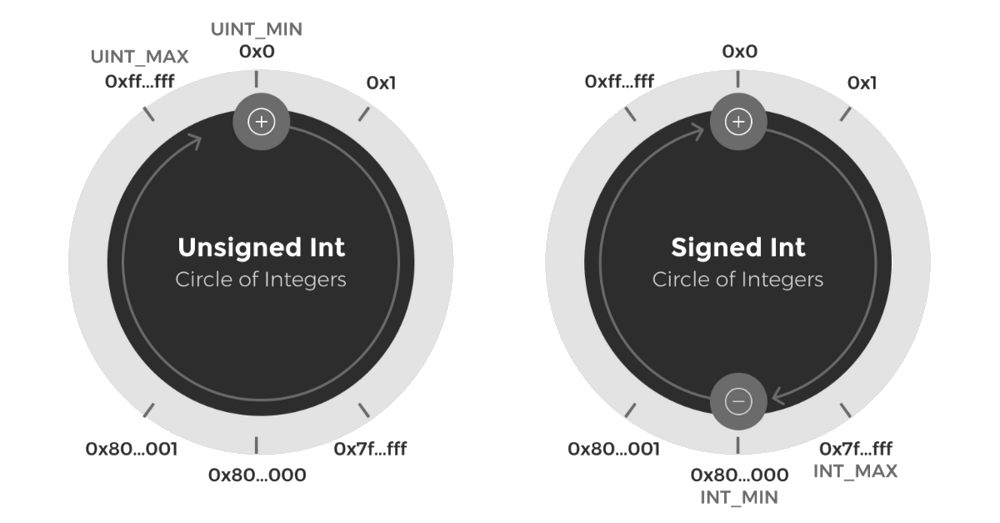 UINT_MIN
0x0
UINT_MAX
0xff...fff
0x1
Unsigned Int
Circle of Integers
0x80...001
0x7f...fff
0x80...000
0x0
0xff...fff
0x1
Signed Int
Circle of Integers
0x80...001
0x7f...fff
INT_MAX
0x80...000
INT_MIN